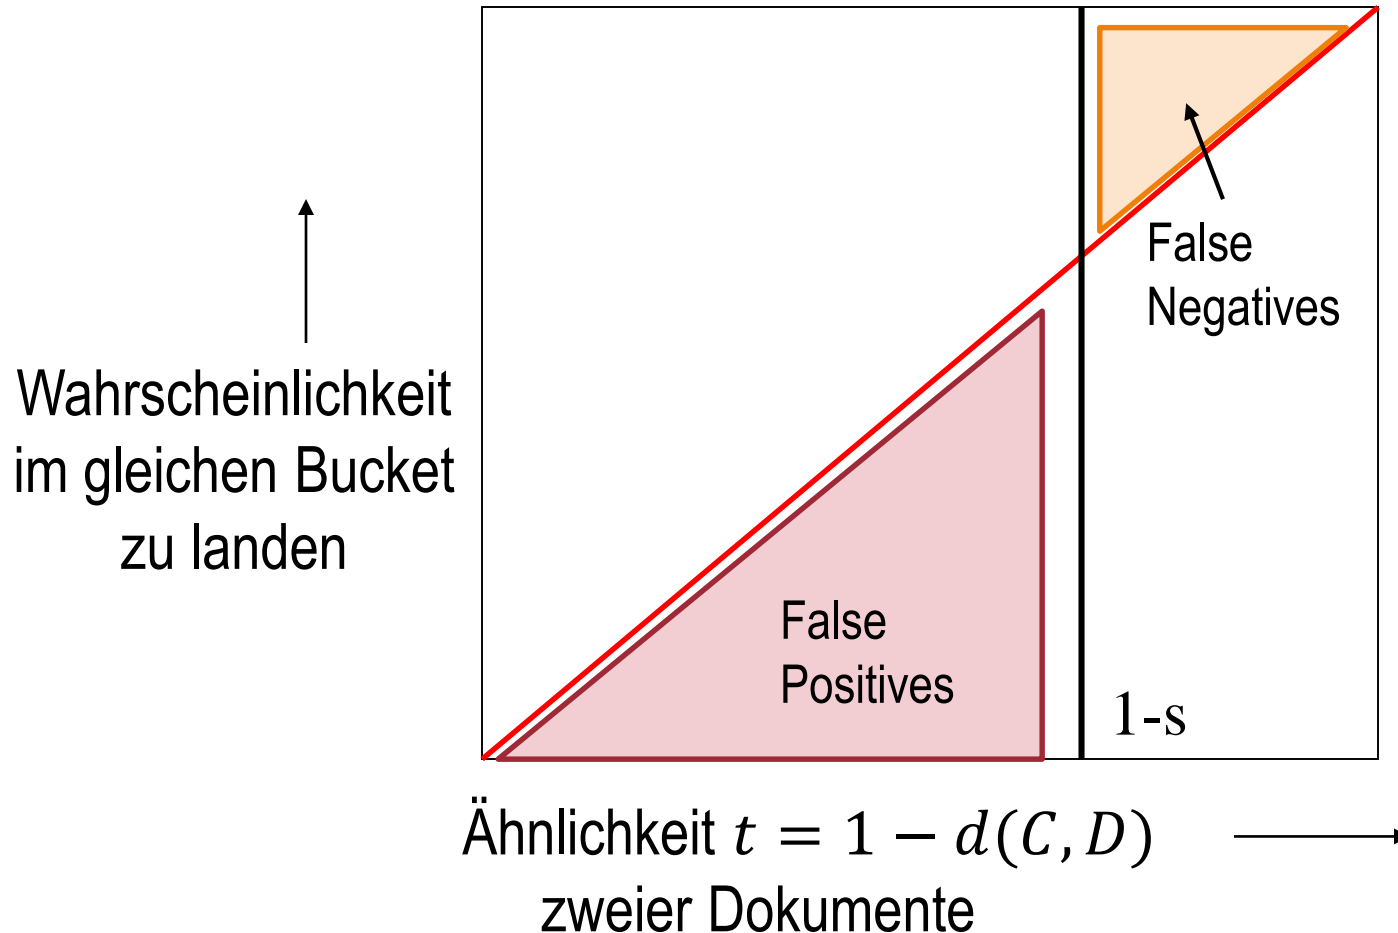 False
Negatives
Wahrscheinlichkeit
im gleichen Bucket
zu landen
False
Positives
1-s
Ähnlichkeit t = 1 − d(C, D)
zweier Dokumente